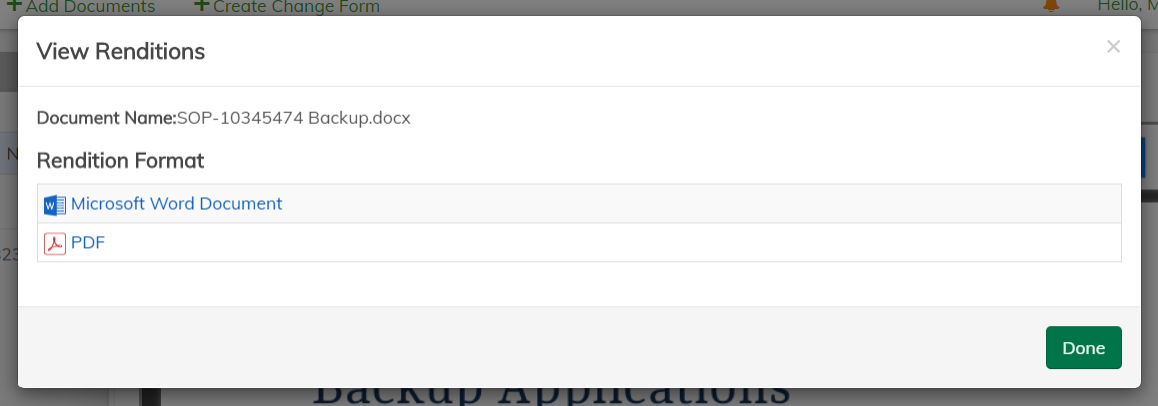 +Add Documents +Create Change Form Hello, M
View Renditions ×
Document Name:SOP-10345474 Backup.docx
Rendition Format
N
W Microsoft Word Document
PDF
23
Done
Backup Applications